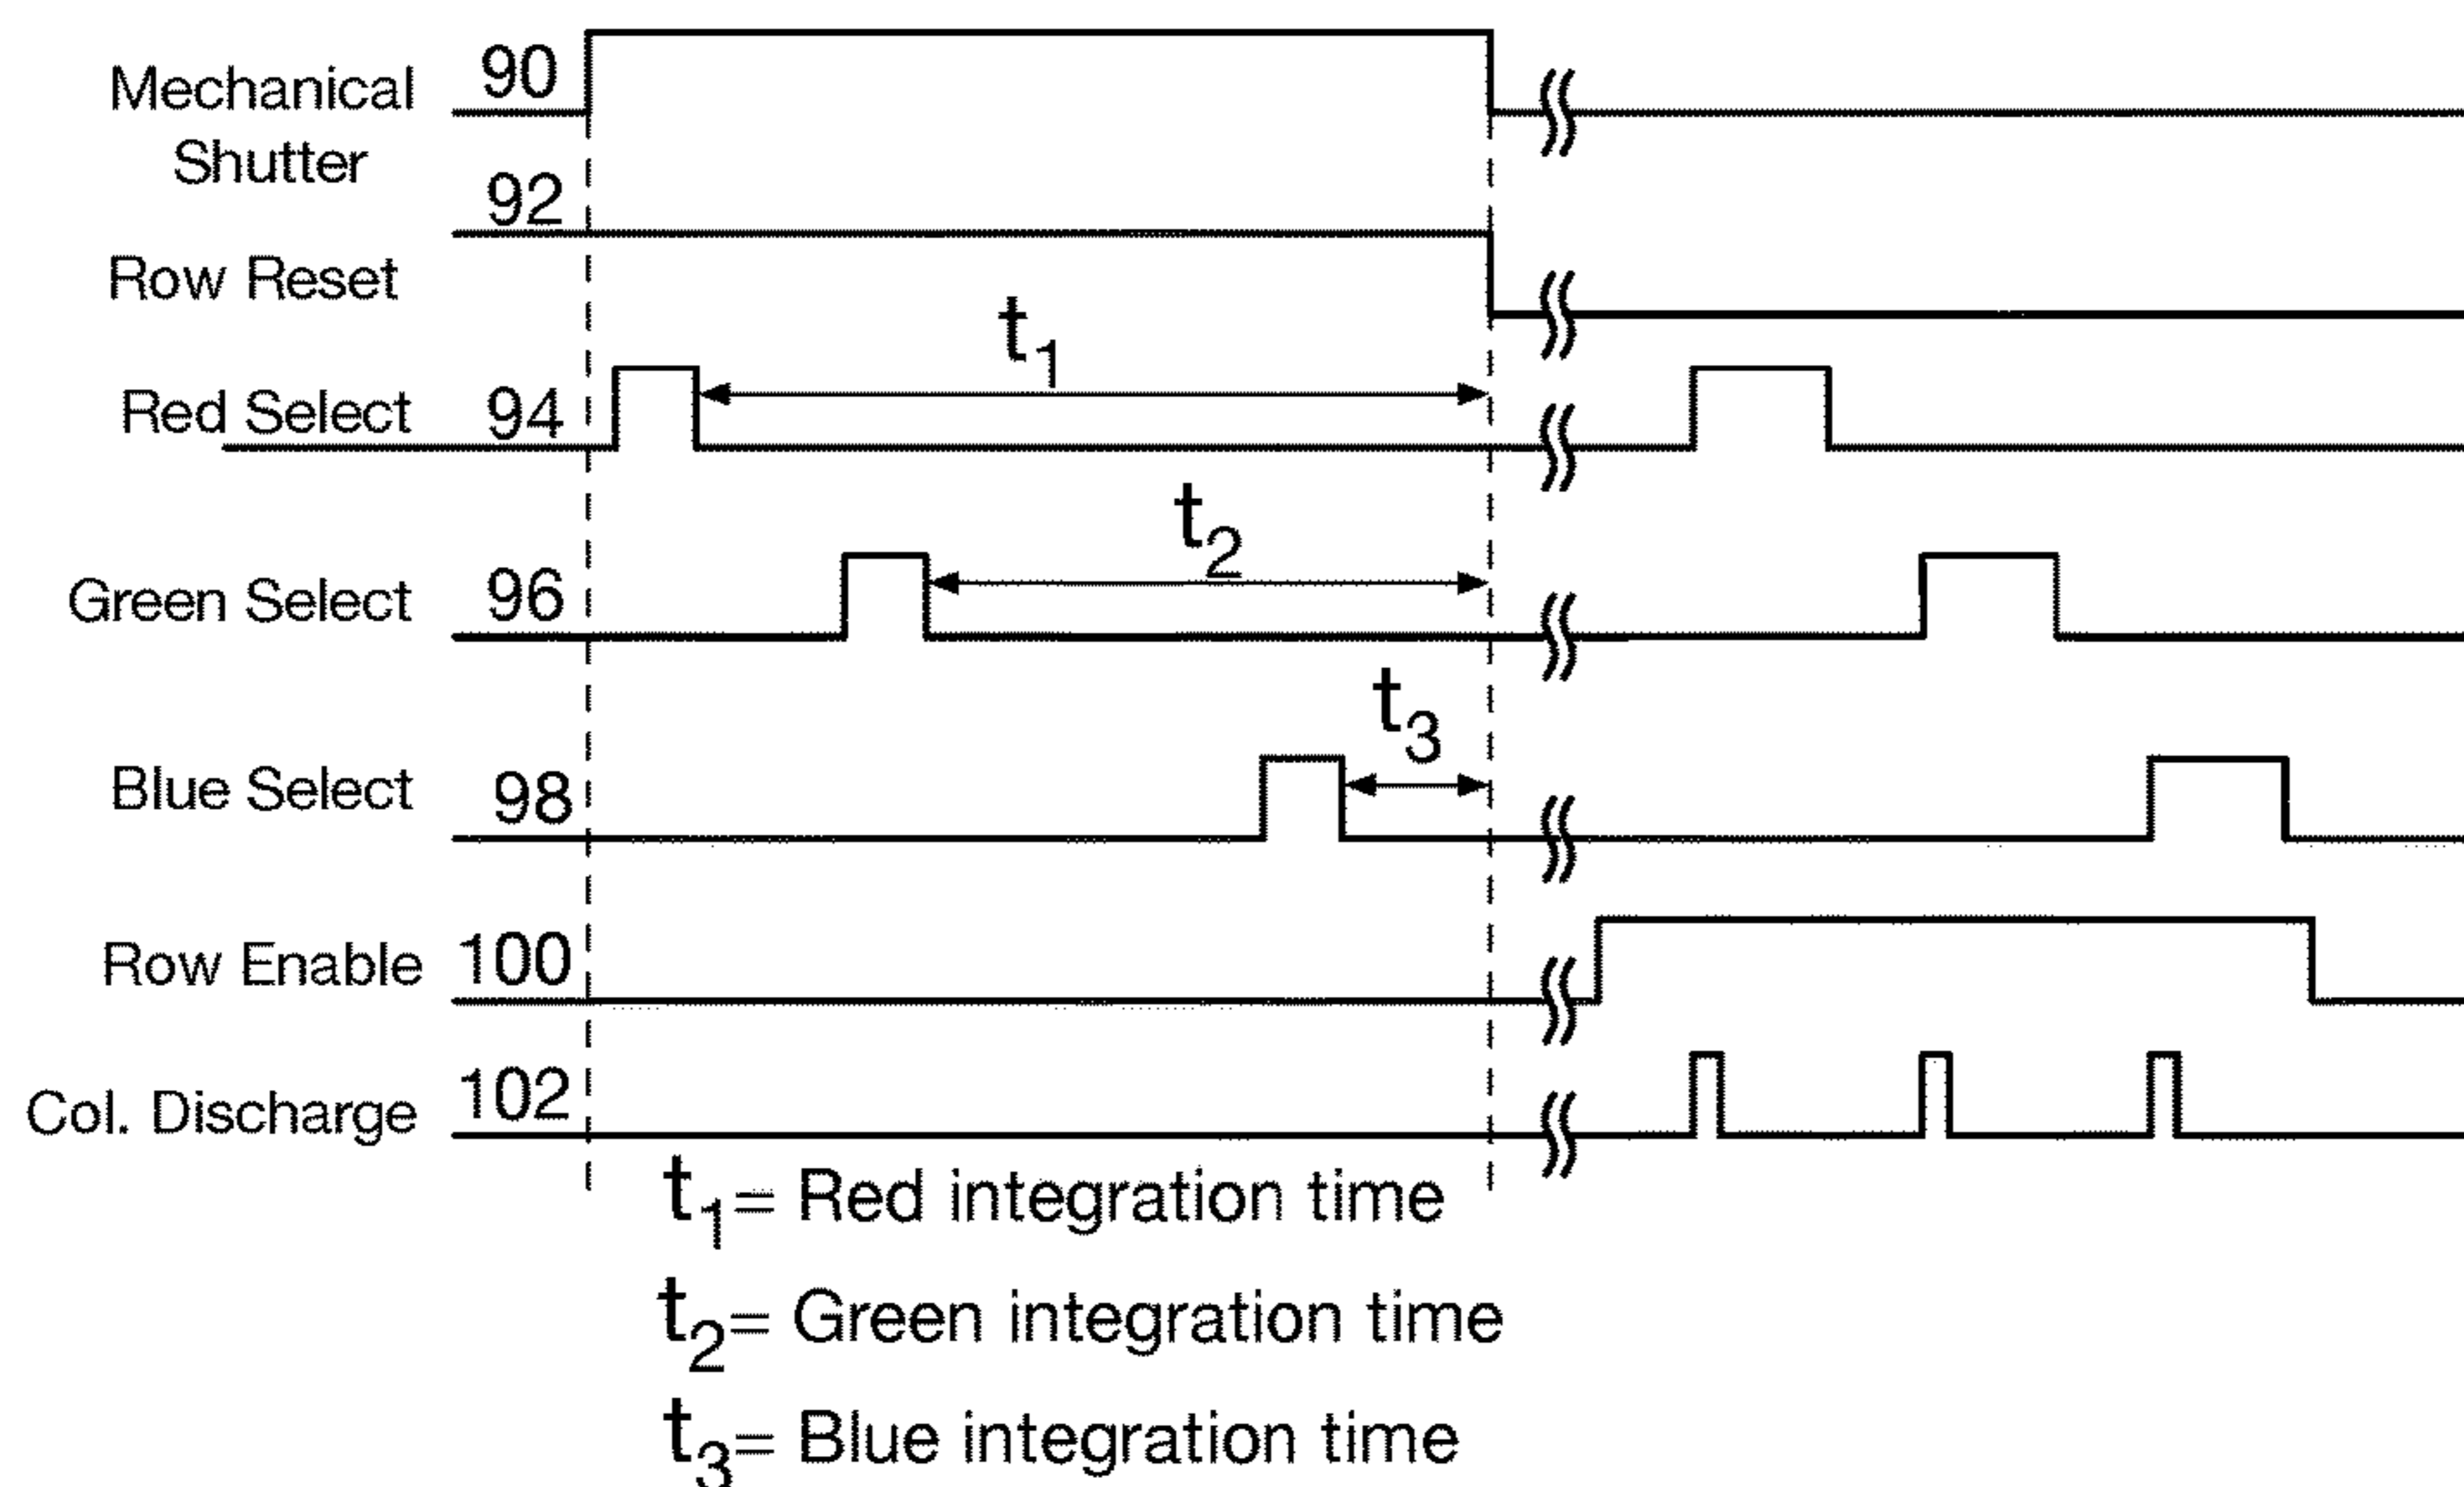 Mechanical Shutter 90
Row Reset 92
t1
Red Select 94
t2
Green Select 96
t3
Blue Select 98
Row Enable 100
Col. Discharge 102
t1= Red integration time
t2= Green integration time
t3= Blue integration time